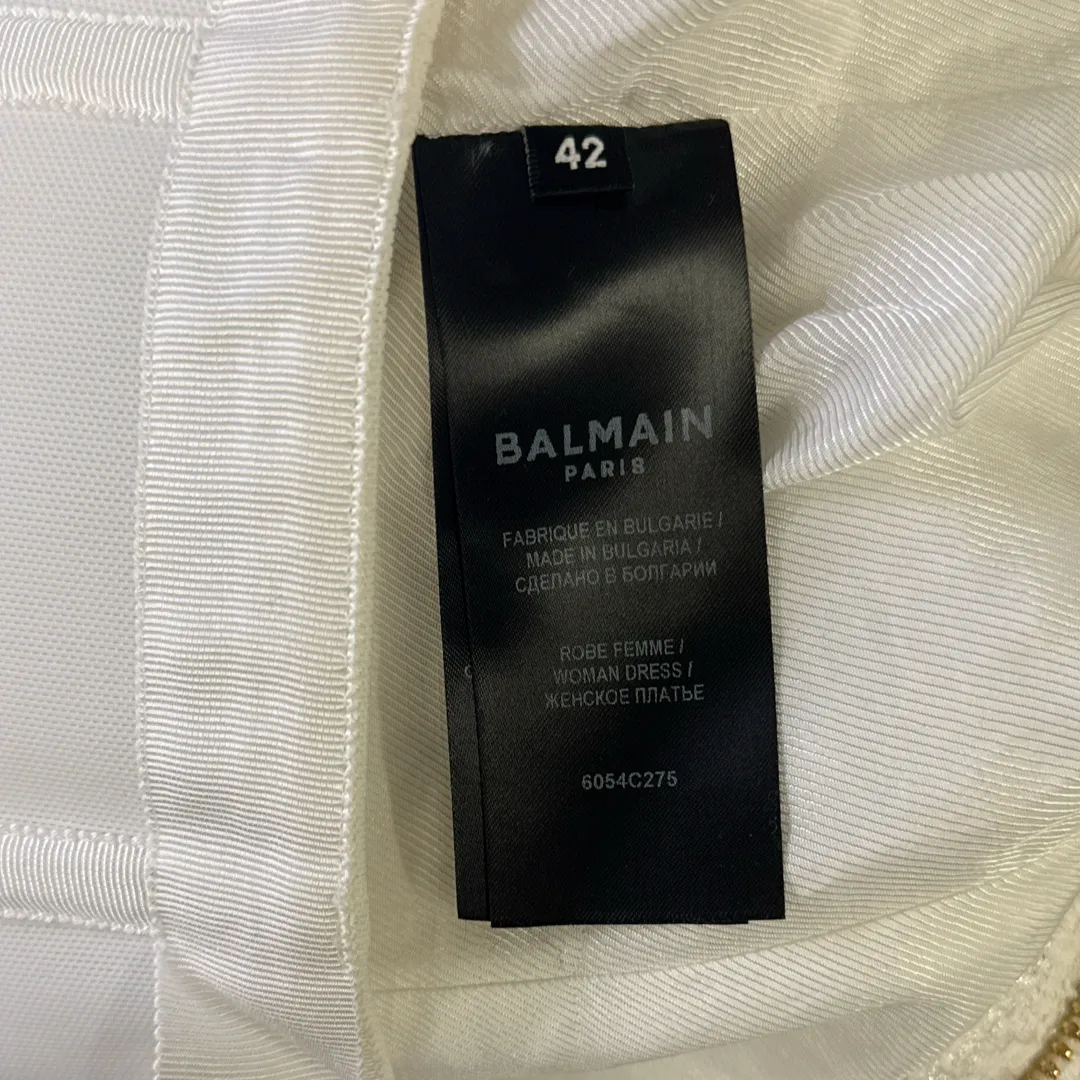 42
BALMAIN
PARIS
FABRIQUE EN BULGARIE /
MADE IN BULGARIA /
СДЕЛАНО В БОЛГАРИИ
ROBE FEMME /
WOMAN DRESS /
ЖЕНСКОЕ ПЛАТЬЕ
6054C275